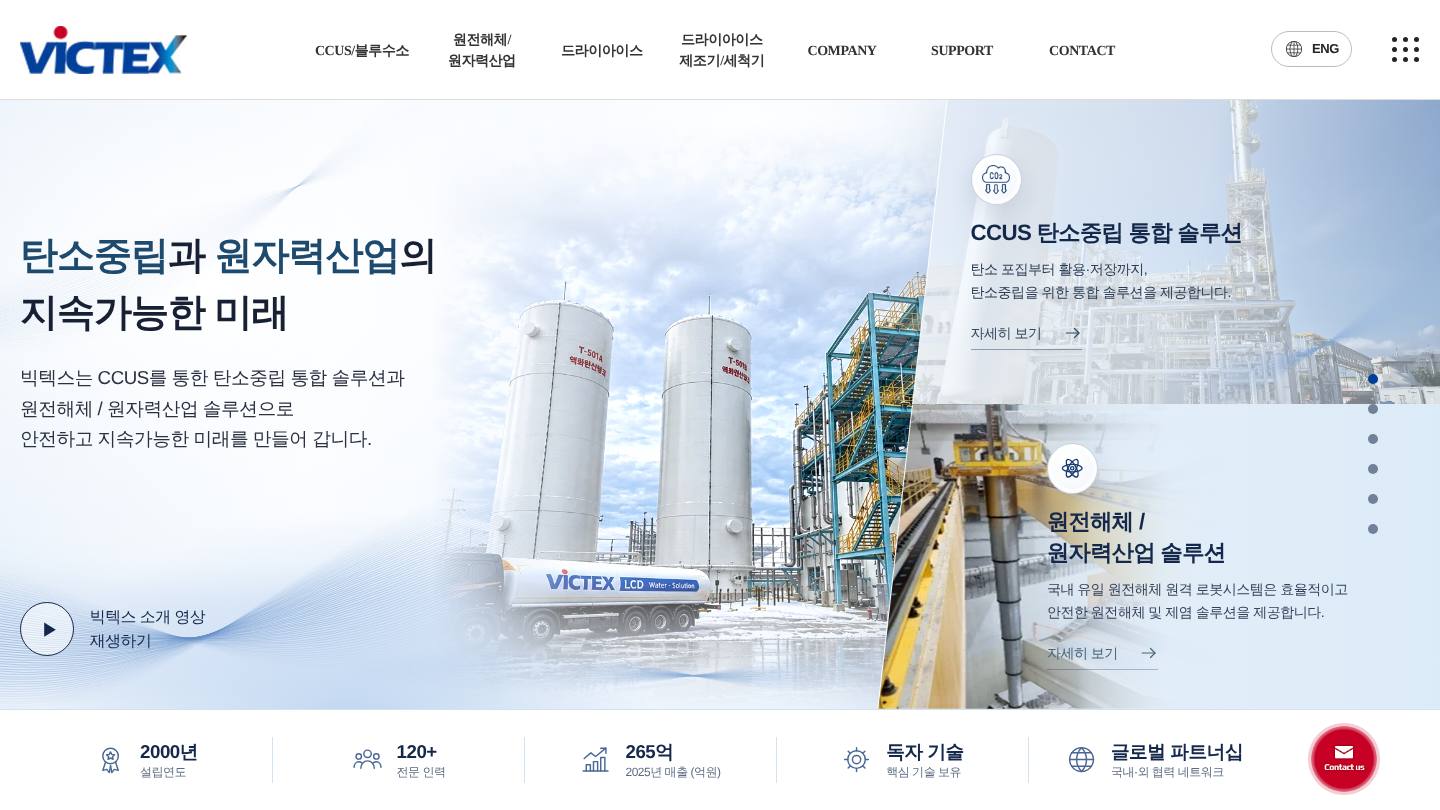 VICTEX
CCUS/블루수소
원전해체/
원자력산업
드라이아이스
드라이아이스
제조기/세척기
COMPANY
SUPPORT
CONTACT
ENG
탄소중립과 원자력산업의
지속가능한 미래
빅텍스는 CCUS를 통한 탄소중립 통합 솔루션과
원전해체 / 원자력산업 솔루션으로
안전하고 지속가능한 미래를 만들어 갑니다.
빅텍스 소개 영상
재생하기
T-501A
T-501A
VICTEX LCD Water - Solution
CO₂
CCUS 탄소중립 통합 솔루션
탄소 포집부터 활용·저장까지,
탄소중립을 위한 통합 솔루션을 제공합니다.
자세히 보기
원전해체 /
원자력산업 솔루션
국내 유일 원전해체 원격 로봇시스템은 효율적이고
안전한 원전해체 및 제염 솔루션을 제공합니다.
자세히 보기
2000년
설립연도
120+
전문 인력
265억
2025년 매출 (억원)
독자 기술
핵심 기술 보유
글로벌 파트너십
국내·외 협력 네트워크
Contact us